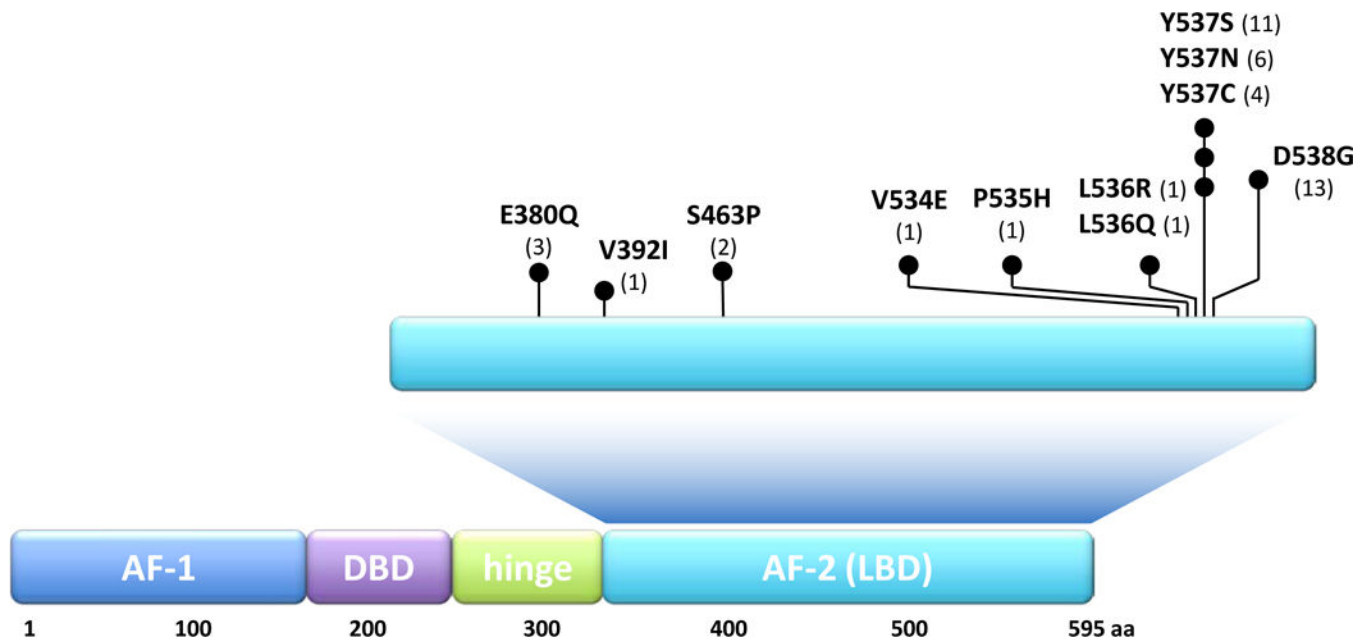 Y537S (11)
Y537N (6)
Y537C (4)
D538G
(13)
E380Q
(3)
V392I
(1)
S463P
(2)
V534E
(1)
P535H
(1)
L536R (1)
L536Q (1)
AF-1
DBD
hinge
AF-2 (LBD)
1 100 200 300 400 500 595 aa